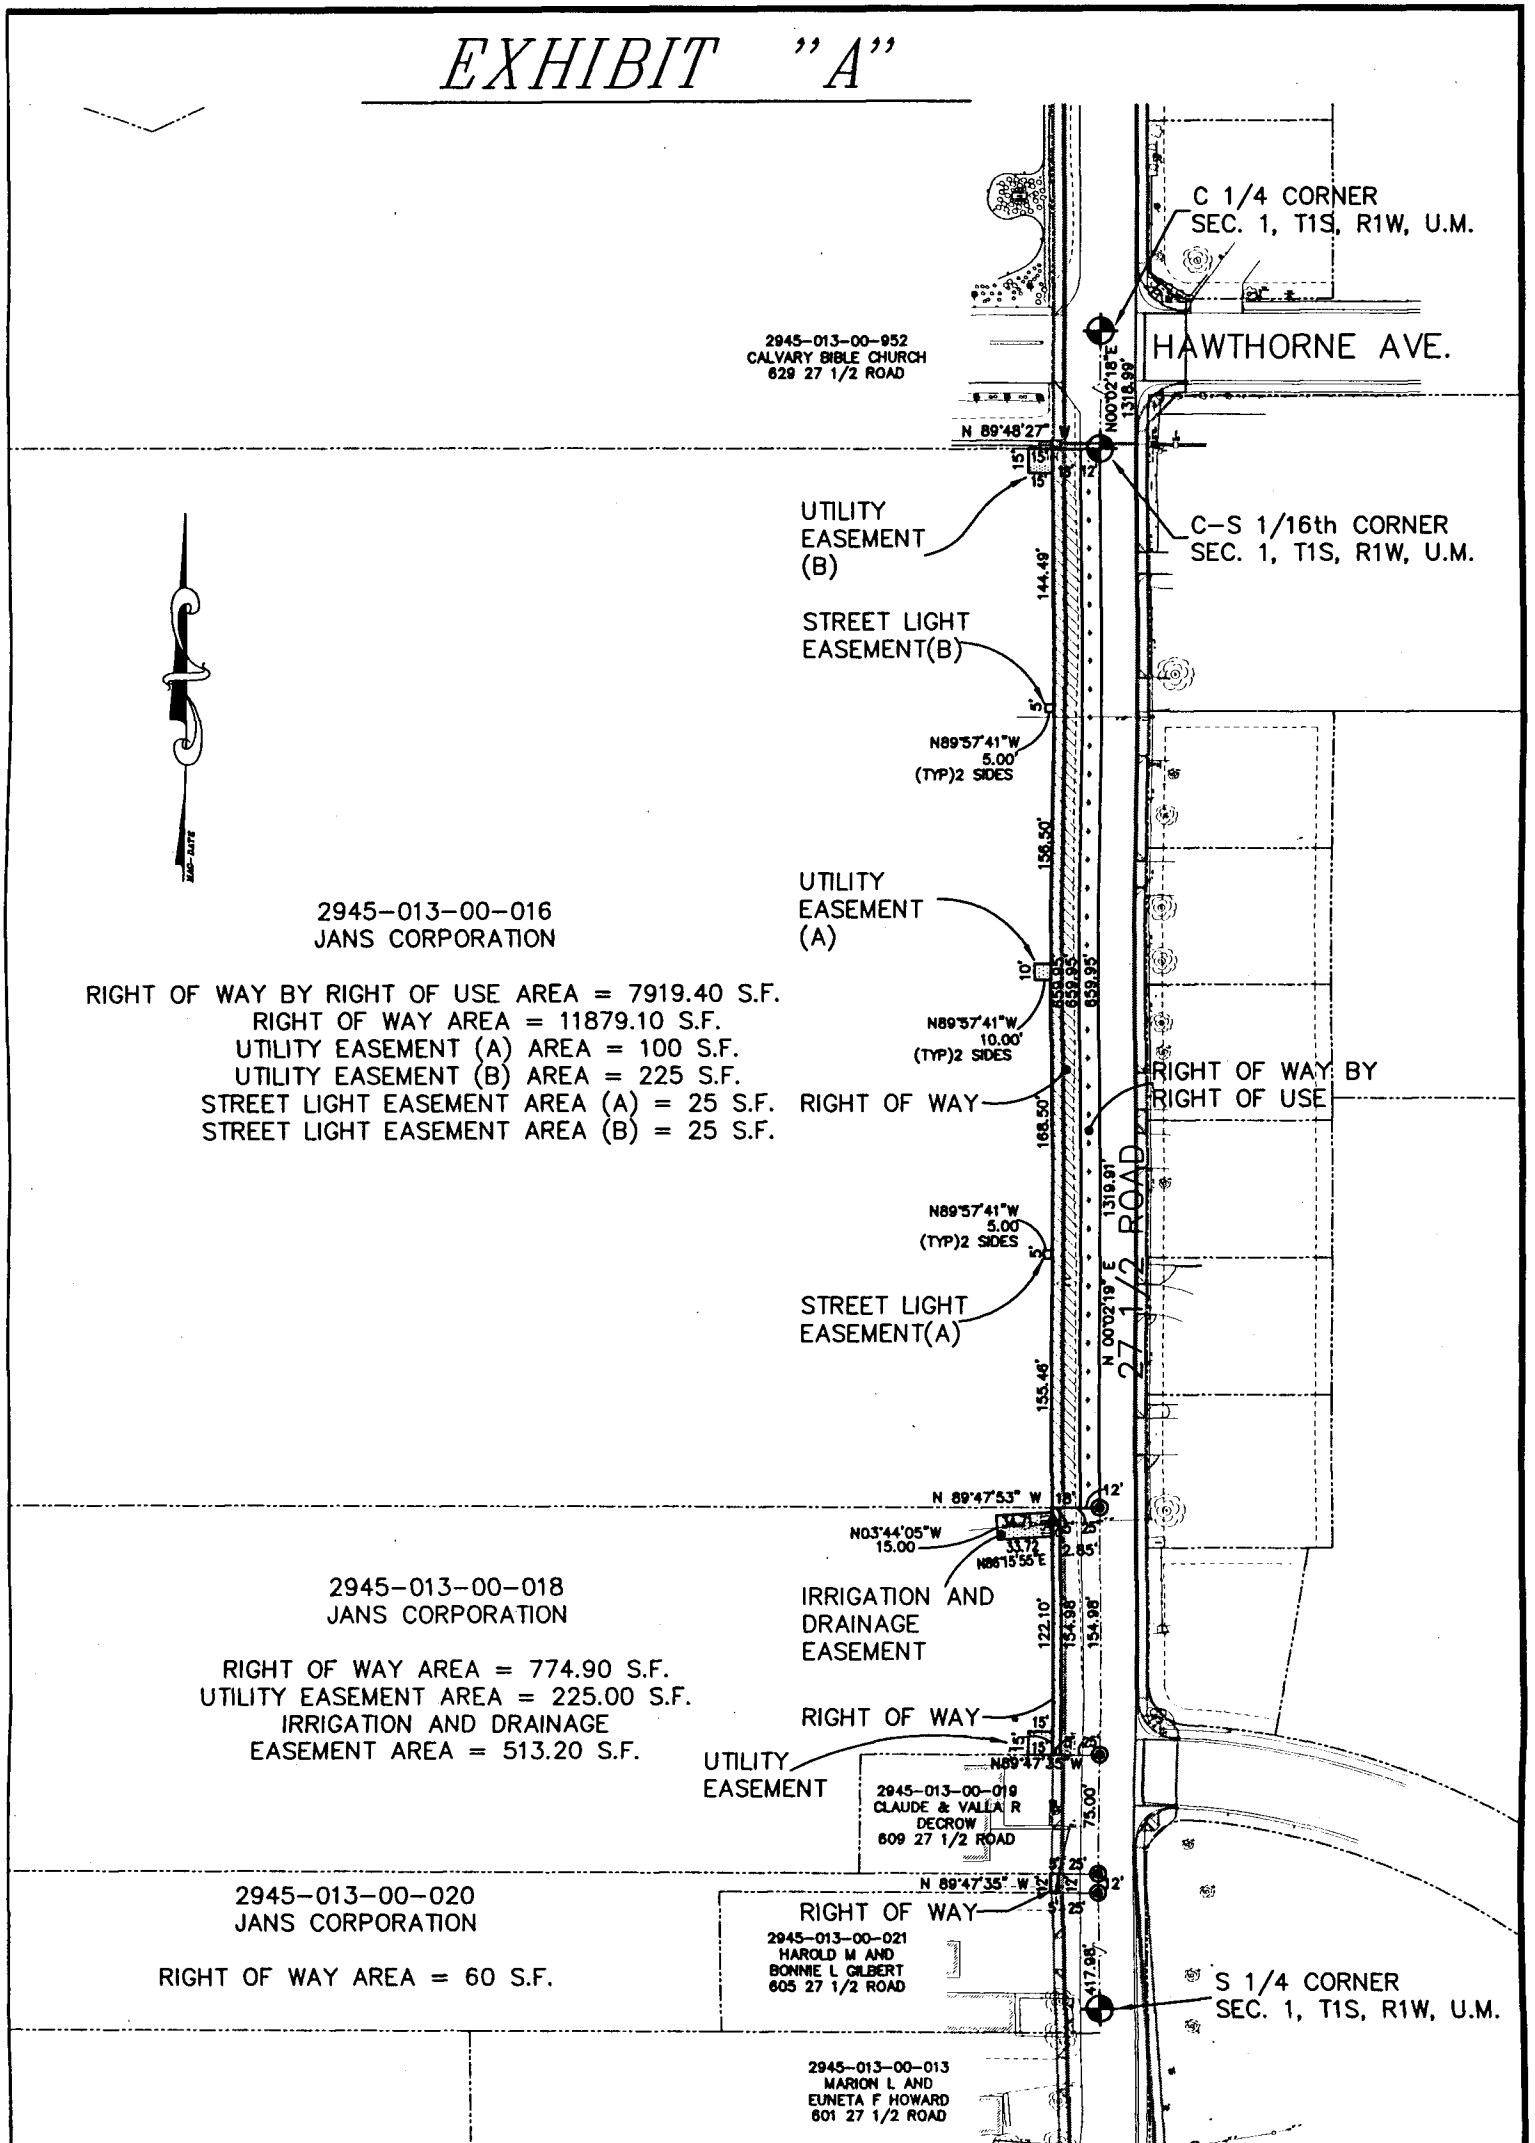 EXHIBIT "A"
C 1/4 CORNER
SEC. 1, T1S, R1W, U.M.
2945-013-00-952
CALVARY BIBLE CHURCH
629 27 1/2 ROAD
HAWTHORNE AVE.
N00°02'18"E
1318.99'
N 89°48'27"
15'
15'
15'
12'
UTILITY
EASEMENT
(B)
C-S 1/16th CORNER
SEC. 1, T1S, R1W, U.M.
144.49'
STREET LIGHT
EASEMENT(B)
5'
N89°57'41"W
5.00'
(TYP)2 SIDES
156.50'
UTILITY
EASEMENT
(A)
10'
659.95'
659.95'
659.95'
N89°57'41"W
10.00'
(TYP)2 SIDES
2945-013-00-016
JANS CORPORATION
RIGHT OF WAY BY RIGHT OF USE AREA = 7919.40 S.F.
RIGHT OF WAY AREA = 11879.10 S.F.
UTILITY EASEMENT (A) AREA = 100 S.F.
UTILITY EASEMENT (B) AREA = 225 S.F.
STREET LIGHT EASEMENT AREA (A) = 25 S.F.
STREET LIGHT EASEMENT AREA (B) = 25 S.F.
RIGHT OF WAY
RIGHT OF WAY BY
RIGHT OF USE
168.50'
1319.91'
N 00°02'19" E
27 1/2 ROAD
N89°57'41"W
5.00'
(TYP)2 SIDES
5'
STREET LIGHT
EASEMENT(A)
155.46'
N 89°47'53" W
18'
12'
N03°44'05"W
15.00
34.71
25'
33.72
2.85'
N86°15'55"E
IRRIGATION AND
DRAINAGE
EASEMENT
122.10'
154.98'
154.98'
2945-013-00-018
JANS CORPORATION
RIGHT OF WAY AREA = 774.90 S.F.
UTILITY EASEMENT AREA = 225.00 S.F.
IRRIGATION AND DRAINAGE
EASEMENT AREA = 513.20 S.F.
RIGHT OF WAY
15'
15'
15'
25'
N89°47'35" W
UTILITY
EASEMENT
2945-013-00-019
CLAUDE & VALLA R
DECROW
609 27 1/2 ROAD
75.00'
5'
25'
N 89°47'35" W
12'
12'
12'
5'
25'
RIGHT OF WAY
2945-013-00-020
JANS CORPORATION
RIGHT OF WAY AREA = 60 S.F.
2945-013-00-021
HAROLD M AND
BONNIE L GILBERT
605 27 1/2 ROAD
417.98'
S 1/4 CORNER
SEC. 1, T1S, R1W, U.M.
2945-013-00-013
MARION L AND
EUNETA F HOWARD
601 27 1/2 ROAD